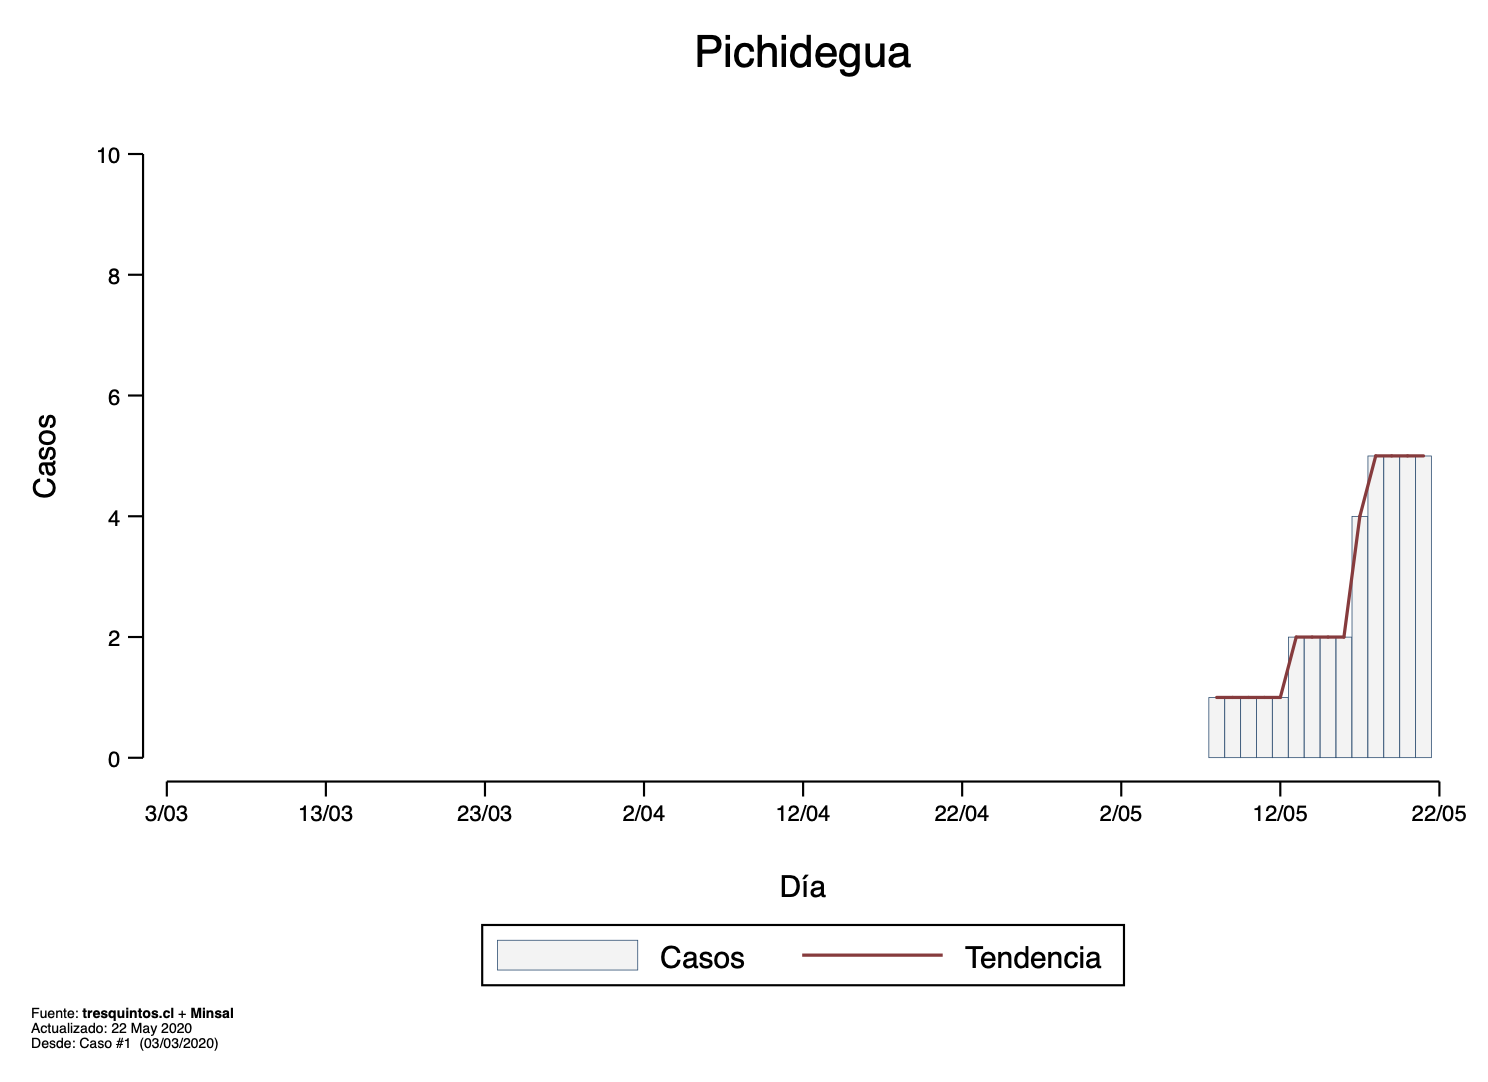 Pichidegua
10
8
6
4
2
0
Casos
3/03 13/03 23/03 2/04 12/04 22/04 2/05 12/05 22/05
Día
Casos Tendencia
Fuente: tresquintos.cl + Minsal
Actualizado: 22 May 2020
Desde: Caso #1 (03/03/2020)